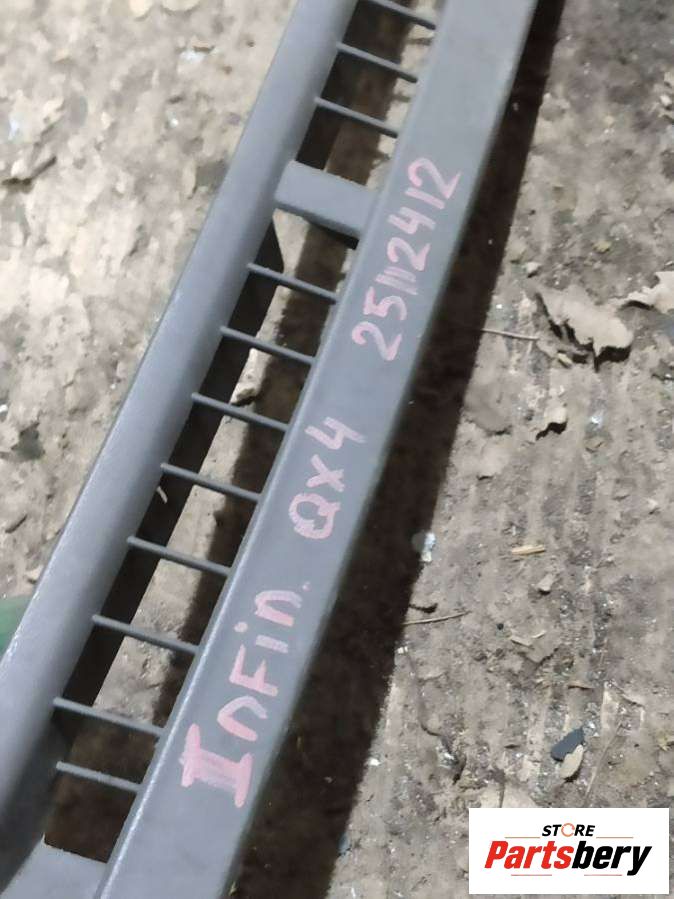 InFin. QX4 25112412
STORE
Partsbery